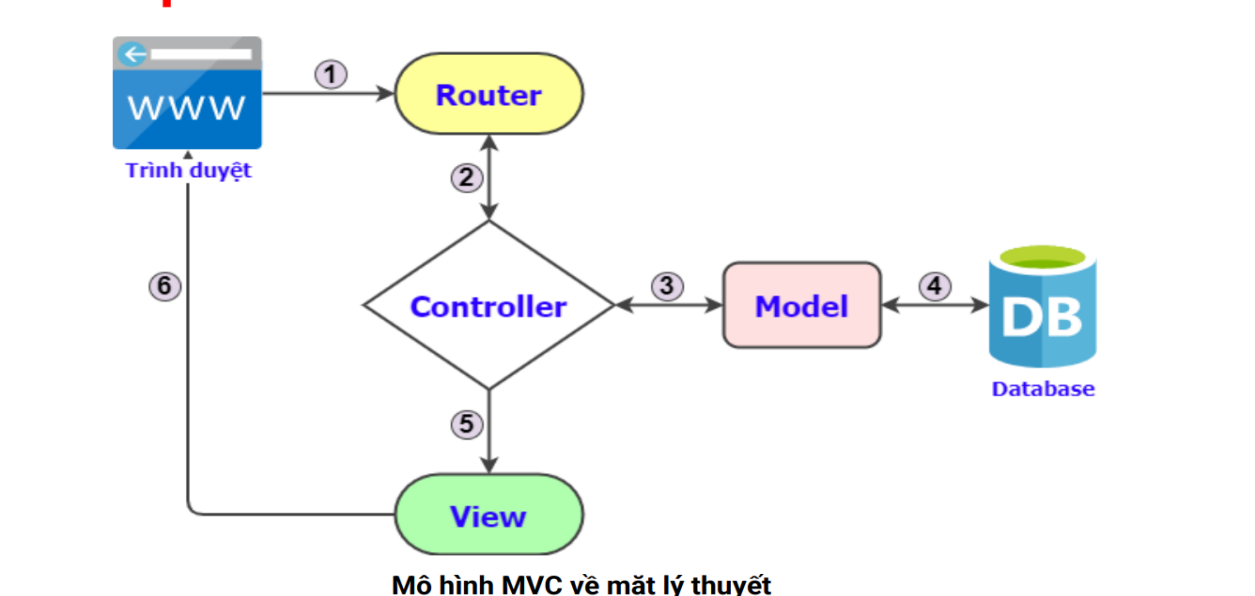 1
WWW
Router
Trình duyệt
2
6
3
4
Controller
Model
DB
Database
5
View
Mô hình MVC về mặt lý thuyết